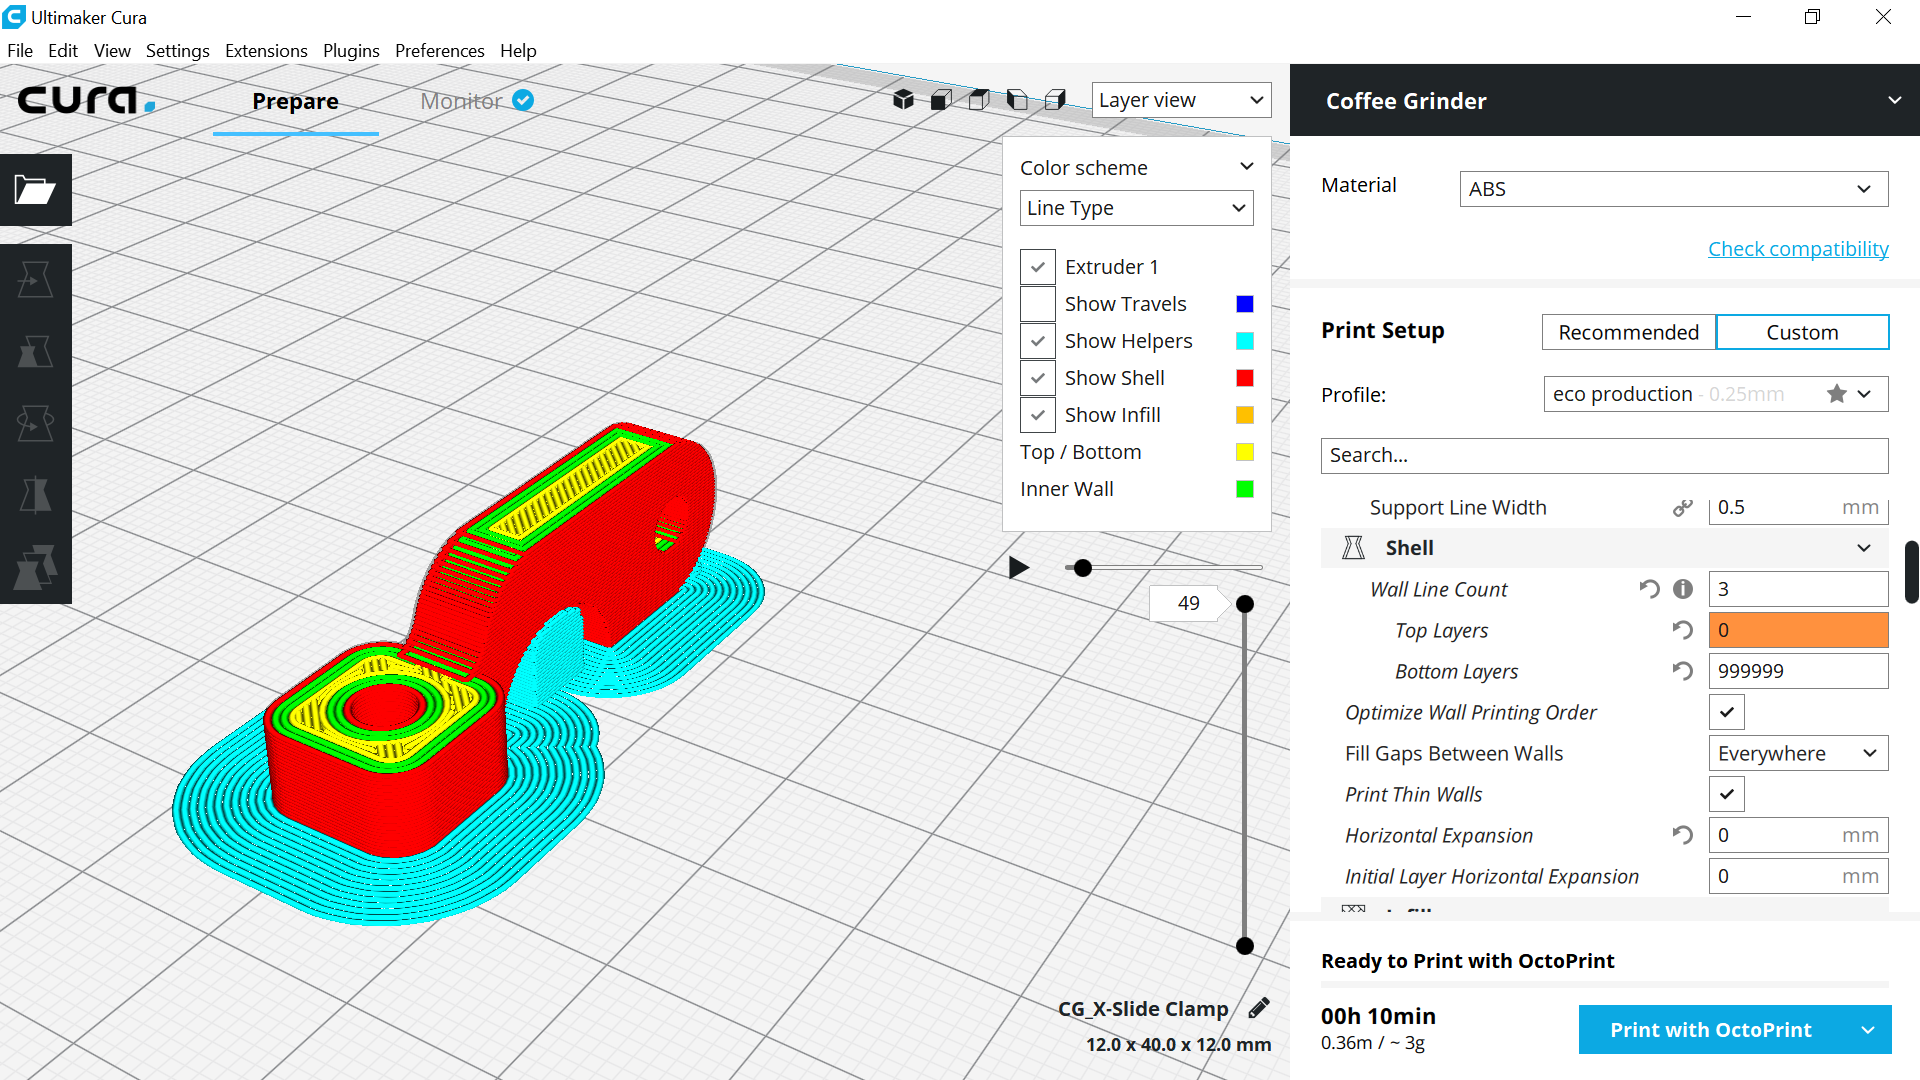 Ultimaker Cura
File Edit View Settings Extensions Plugins Preferences Help
cura.
Prepare
Monitor
Layer view
Color scheme
Line Type
Extruder 1
Show Travels
Show Helpers
Show Shell
Show Infill
Top / Bottom
Inner Wall
49
CG_X-Slide Clamp
12.0 x 40.0 x 12.0 mm
Coffee Grinder
Material ABS
Check compatibility
Print Setup Recommended Custom
Profile: eco production - 0.25mm
Search...
Support Line Width 0.5 mm
Shell
Wall Line Count 3
Top Layers 0
Bottom Layers 999999
Optimize Wall Printing Order
Fill Gaps Between Walls Everywhere
Print Thin Walls
Horizontal Expansion 0 mm
Initial Layer Horizontal Expansion 0 mm
Ready to Print with OctoPrint
00h 10min
0.36m / ~ 3g
Print with OctoPrint